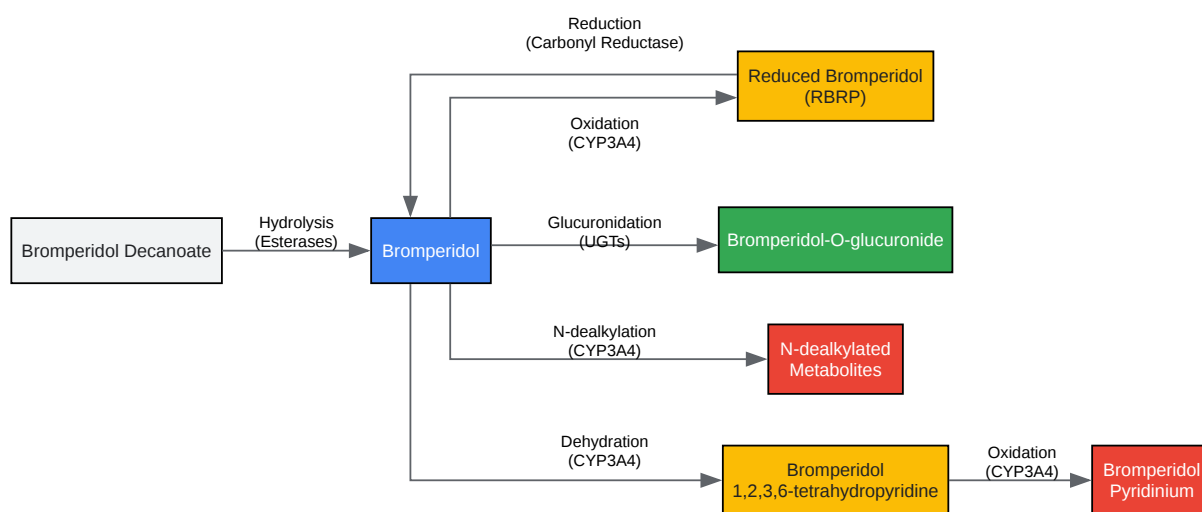 Reduction
(Carbonyl Reductase)
Reduced Bromperidol
(RBRP)
Oxidation
(CYP3A4)
Bromperidol Decanoate
Hydrolysis
(Esterases)
Bromperidol
Glucuronidation
(UGTs)
Bromperidol-O-glucuronide
N-dealkylation
(CYP3A4)
N-dealkylated
Metabolites
Dehydration
(CYP3A4)
Bromperidol
1,2,3,6-tetrahydropyridine
Oxidation
(CYP3A4)
Bromperidol
Pyridinium